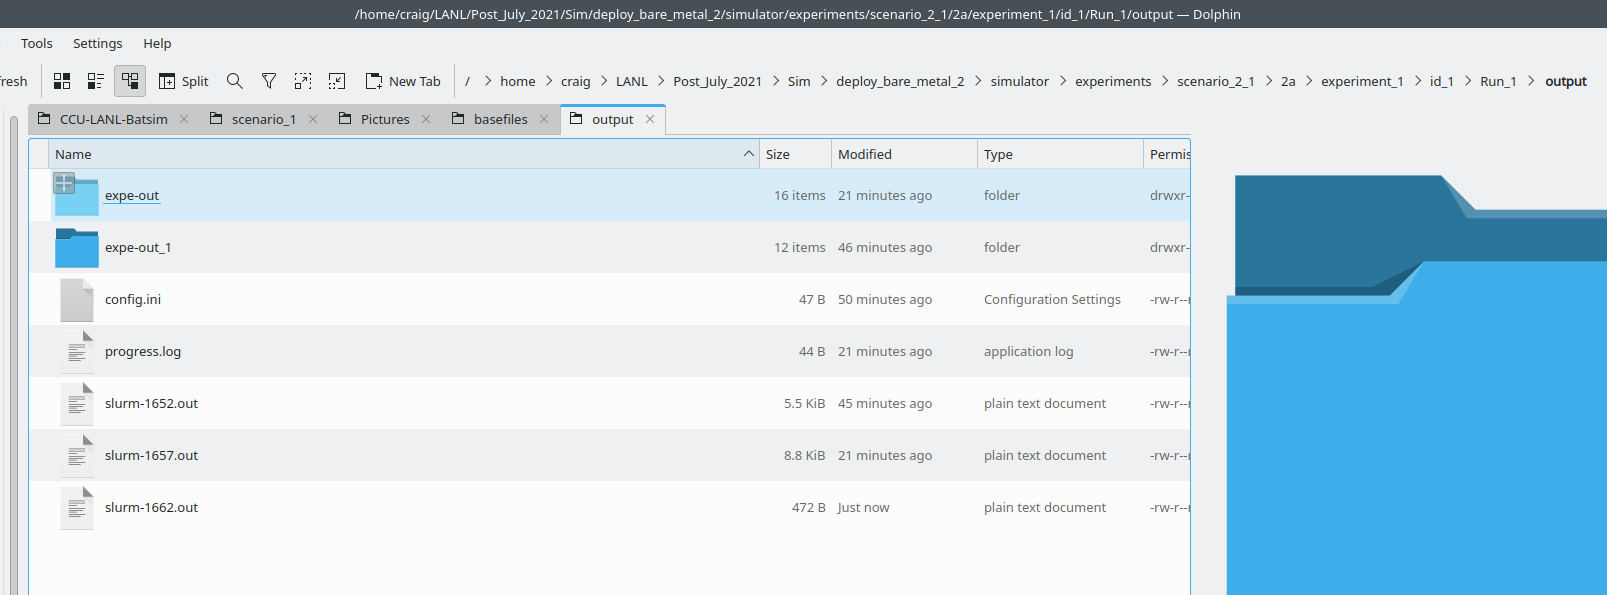 /home/craig/LANL/Post_July_2021/Sim/deploy_bare_metal_2/simulator/experiments/scenario_2_1/2a/experiment_1/id_1/Run_1/output — Dolphin
Tools Settings Help
fresh Split New Tab / > home > craig > LANL > Post_July_2021 > Sim > deploy_bare_metal_2 > simulator > experiments > scenario_2_1 > 2a > experiment_1 > id_1 > Run_1 > output
CCU-LANL-Batsim scenario_1 Pictures basefiles output
Name Size Modified Type Permis
expe-out 16 items 21 minutes ago folder drwxr-
expe-out_1 12 items 46 minutes ago folder drwxr-
config.ini 47 B 50 minutes ago Configuration Settings -rw-r--
progress.log 44 B 21 minutes ago application log -rw-r--
slurm-1652.out 5.5 KiB 45 minutes ago plain text document -rw-r--
slurm-1657.out 8.8 KiB 21 minutes ago plain text document -rw-r--
slurm-1662.out 472 B Just now plain text document -rw-r--